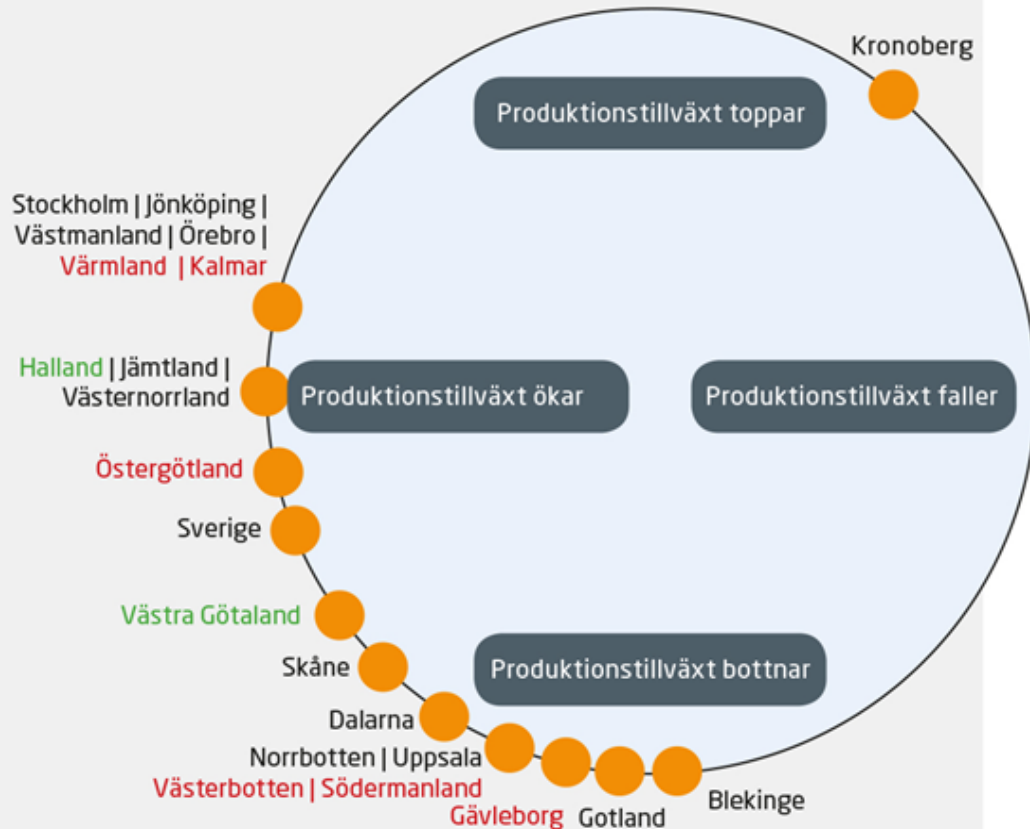 Kronoberg
Produktionstillväxt toppar
Stockholm | Jönköping |
Västmanland | Örebro |
Värmland | Kalmar
Halland | Jämtland |
Västernorrland
Produktionstillväxt ökar
Produktionstillväxt faller
Östergötland
Sverige
Västra Götaland
Skåne
Produktionstillväxt bottnar
Dalarna
Norrbotten | Uppsala
Västerbotten | Södermanland
Gävleborg
Gotland
Blekinge